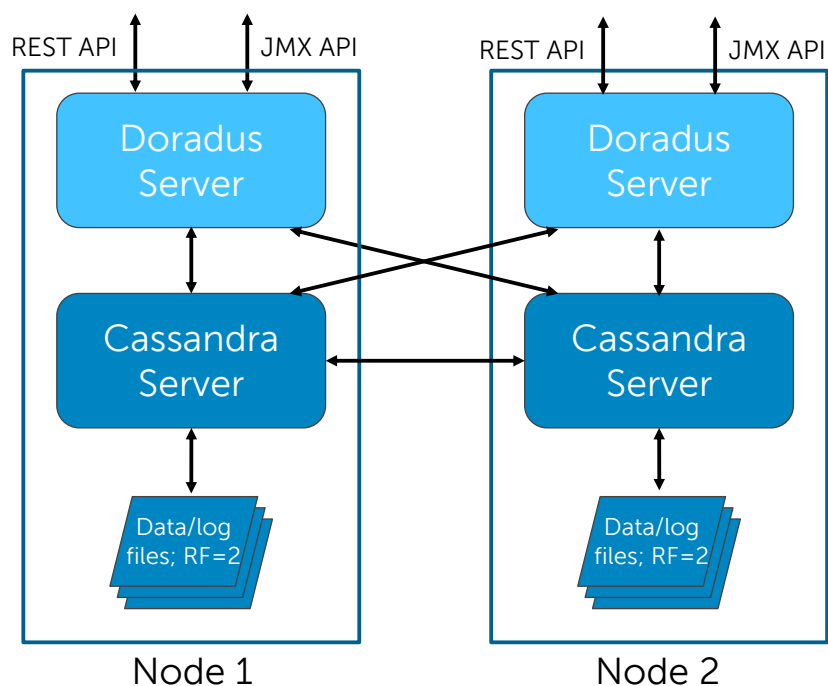 REST API
JMX API
REST API
JMX API
Doradus
Server
Doradus
Server
Cassandra
Server
Cassandra
Server
Data/log
files; RF=2
Data/log
files; RF=2
Node 1
Node 2